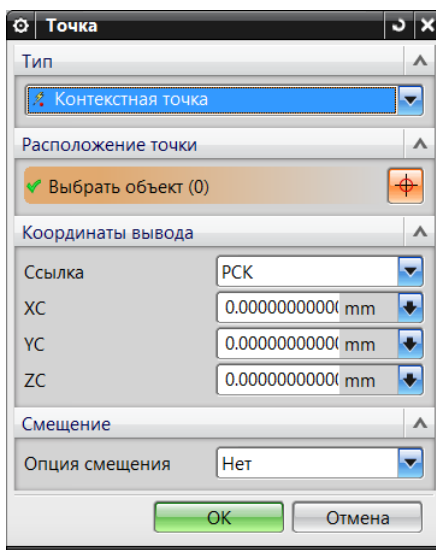 Точка
Тип
Контекстная точка
Расположение точки
Выбрать объект (0)
Координаты вывода
Ссылка РСК
XC 0.00000000000 mm
YC 0.00000000000 mm
ZC 0.00000000000 mm
Смещение
Опция смещения Нет
OK Отмена